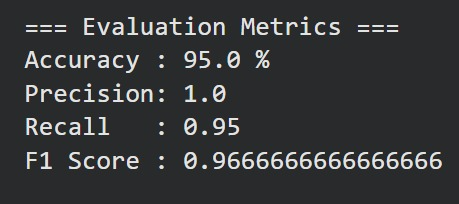 === Evaluation Metrics ===
Accuracy : 95.0 %
Precision: 1.0
Recall   : 0.95
F1 Score : 0.9666666666666666